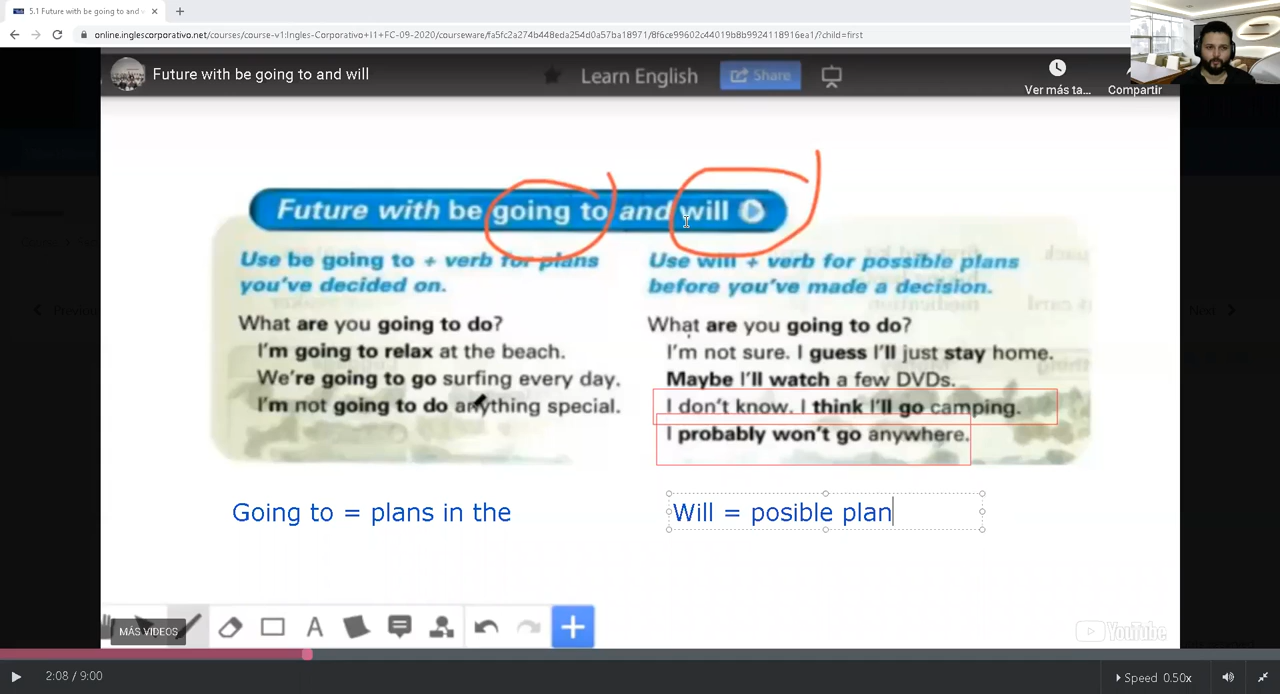 5.1 Future with be going to and v
online.inglescorporativo.net/courses/course-v1:Ingles-Corporativo+I1+FC-09-2020/courseware/fa5fc2a274b448eda254d0a57ba18971/8f6ce99602c44019b8b9924118916ea1/?child=first
Future with be going to and will
Learn English
Share
Ver más ta...
Compartir
Future with be going to and will
Use be going to + verb for plans
you've decided on.
What are you going to do?
I'm going to relax at the beach.
We're going to go surfing every day.
I'm not going to do anything special.
Use will + verb for possible plans
before you've made a decision.
What are you going to do?
I'm not sure. I guess I'll just stay home.
Maybe I'll watch a few DVDs.
I don't know. I think I'll go camping.
I probably won't go anywhere.
Going to = plans in the
Will = posible plan
A
MÁS VÍDEOS
YouTube
2:08 / 9:00
Speed 0.50x
Next